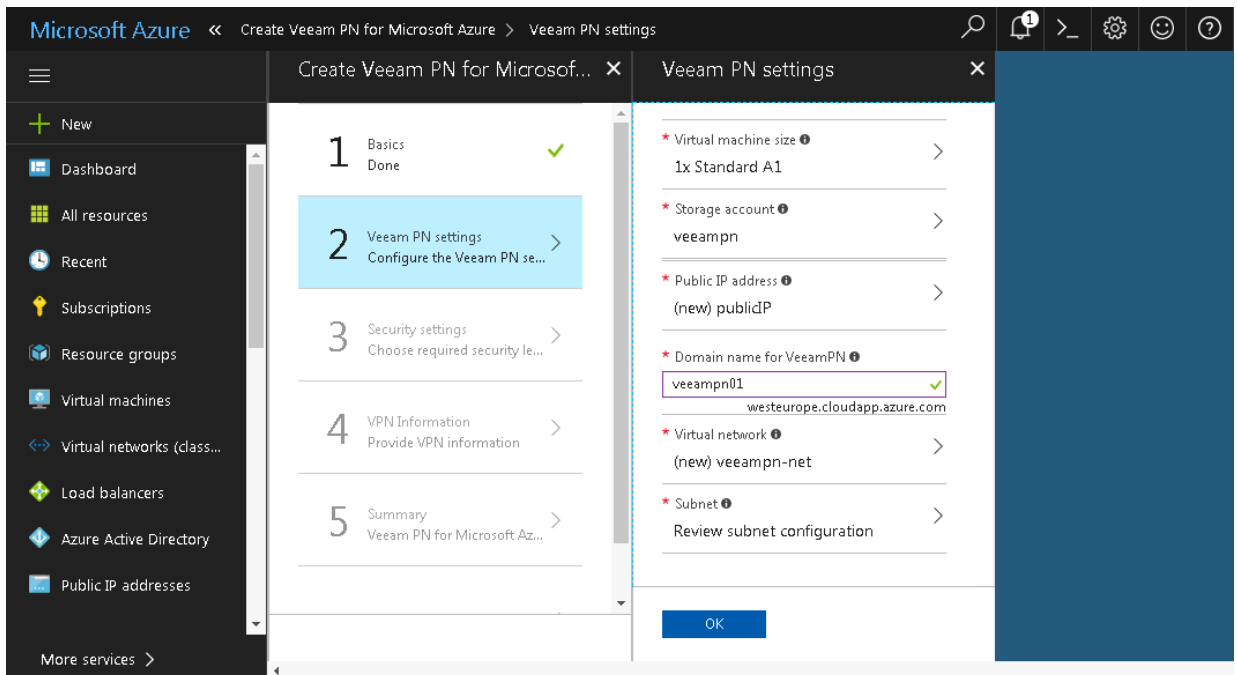 Microsoft Azure « Create Veeam PN for Microsoft Azure > Veeam PN settings
1
New
Dashboard
All resources
Recent
Subscriptions
Resource groups
Virtual machines
Virtual networks (class...
Load balancers
Azure Active Directory
Public IP addresses
More services >
Create Veeam PN for Microsof...
1
Basics
Done
2
Veeam PN settings
Configure the Veeam PN se...
3
Security settings
Choose required security le...
4
VPN Information
Provide VPN information
5
Summary
Veeam PN for Microsoft Az...
Veeam PN settings
* Virtual machine size
1x Standard A1
* Storage account
veeampn
* Public IP address
(new) publicIP
* Domain name for VeeamPN
veeampn01
westeurope.cloudapp.azure.com
* Virtual network
(new) veeampn-net
* Subnet
Review subnet configuration
OK